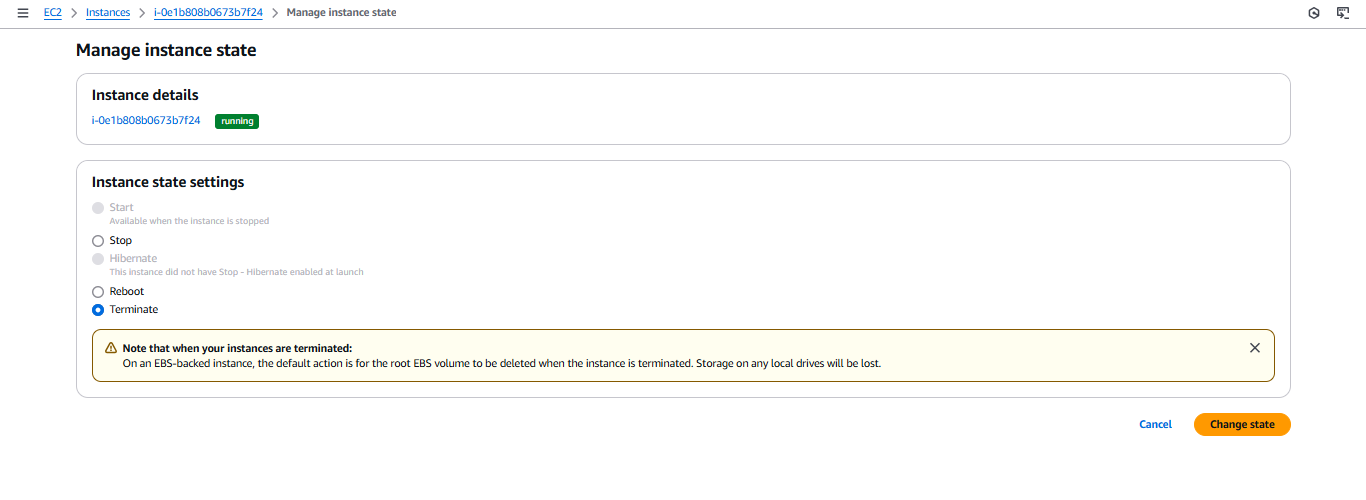 EC2 > Instances > i-0e1b808b0673b7f24 > Manage instance state
Manage instance state
Instance details
i-0e1b808b0673b7f24 running
Instance state settings
Start
Available when the instance is stopped
Stop
Hibernate
This instance did not have Stop - Hibernate enabled at launch
Reboot
Terminate
Note that when your instances are terminated:
On an EBS-backed instance, the default action is for the root EBS volume to be deleted when the instance is terminated. Storage on any local drives will be lost.
Cancel Change state